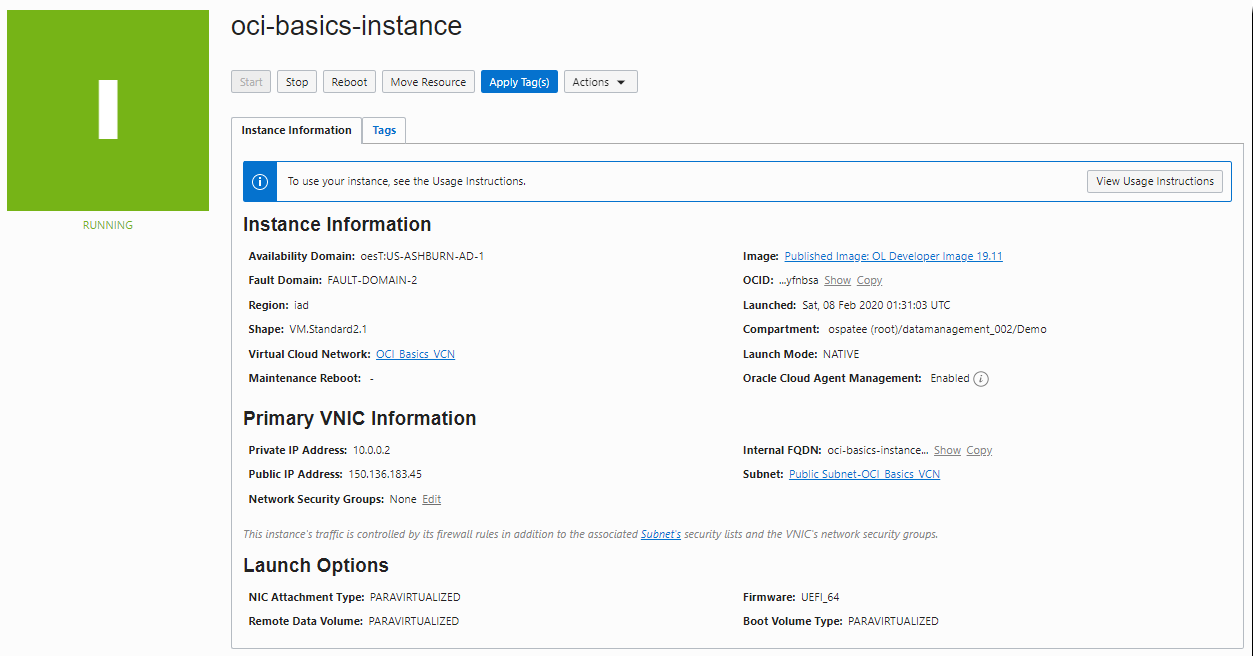 I
RUNNING
oci-basics-instance
Start Stop Reboot Move Resource Apply Tag(s) Actions
Instance Information Tags
To use your instance, see the Usage Instructions. View Usage Instructions
Instance Information
Availability Domain: oesT:US-ASHBURN-AD-1
Fault Domain: FAULT-DOMAIN-2
Region: iad
Shape: VM.Standard2.1
Virtual Cloud Network: OCI_Basics_VCN
Maintenance Reboot: -
Image: Published Image: OL Developer Image 19.11
OCID: ...yfnbsa Show Copy
Launched: Sat, 08 Feb 2020 01:31:03 UTC
Compartment: ospatee (root)/datamanagement_002/Demo
Launch Mode: NATIVE
Oracle Cloud Agent Management: Enabled i
Primary VNIC Information
Private IP Address: 10.0.0.2
Public IP Address: 150.136.183.45
Network Security Groups: None Edit
Internal FQDN: oci-basics-instance... Show Copy
Subnet: Public Subnet-OCI_Basics_VCN
This instance's traffic is controlled by its firewall rules in addition to the associated Subnet's security lists and the VNIC's network security groups.
Launch Options
NIC Attachment Type: PARAVIRTUALIZED
Remote Data Volume: PARAVIRTUALIZED
Firmware: UEFI_64
Boot Volume Type: PARAVIRTUALIZED